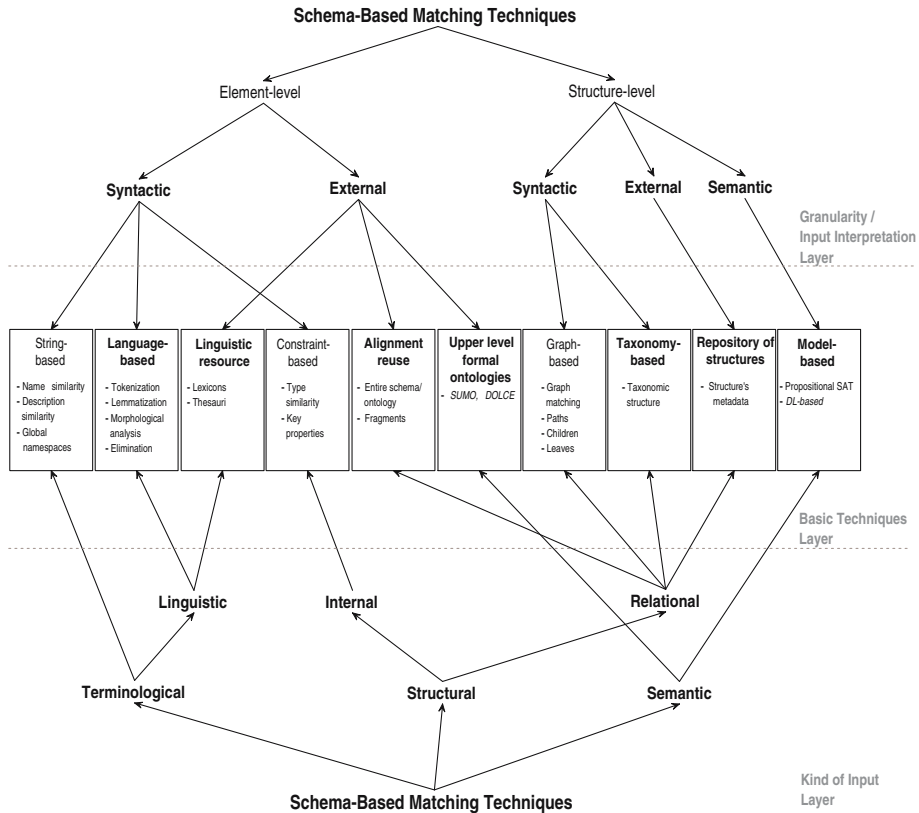 Schema-Based Matching Techniques
Element-level
Structure-level
Syntactic
External
Syntactic
External
Semantic
Granularity /
Input Interpretation
Layer
String-
based
- Name similarity
- Description
similarity
- Global
namespaces
Language-
based
- Tokenization
- Lemmatization
- Morphological
analysis
- Elimination
Linguistic
resource
- Lexicons
- Thesauri
Constraint-
based
- Type
similarity
- Key
properties
Alignment
reuse
- Entire schema/
ontology
- Fragments
Upper level
formal
ontologies
- SUMO, DOLCE
Graph-
based
- Graph
matching
- Paths
- Children
- Leaves
Taxonomy-
based
- Taxonomic
structure
Repository of
structures
- Structure's
metadata
Model-
based
- Propositional SAT
- DL-based
Basic Techniques
Layer
Linguistic
Internal
Relational
Terminological
Structural
Semantic
Kind of Input
Layer
Schema-Based Matching Techniques